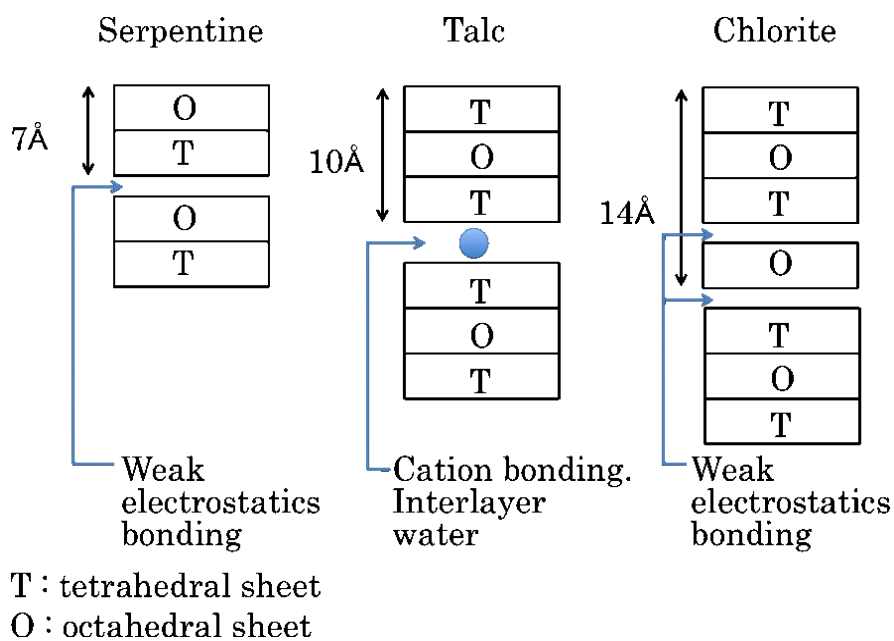 Serpentine
O
T
7Å
O
T
Weak
electrostatics
bonding
Talc
T
O
T
10Å
T
O
T
Cation bonding.
Interlayer
water
Chlorite
T
O
T
14Å
O
T
O
T
Weak
electrostatics
bonding
T : tetrahedral sheet
O : octahedral sheet